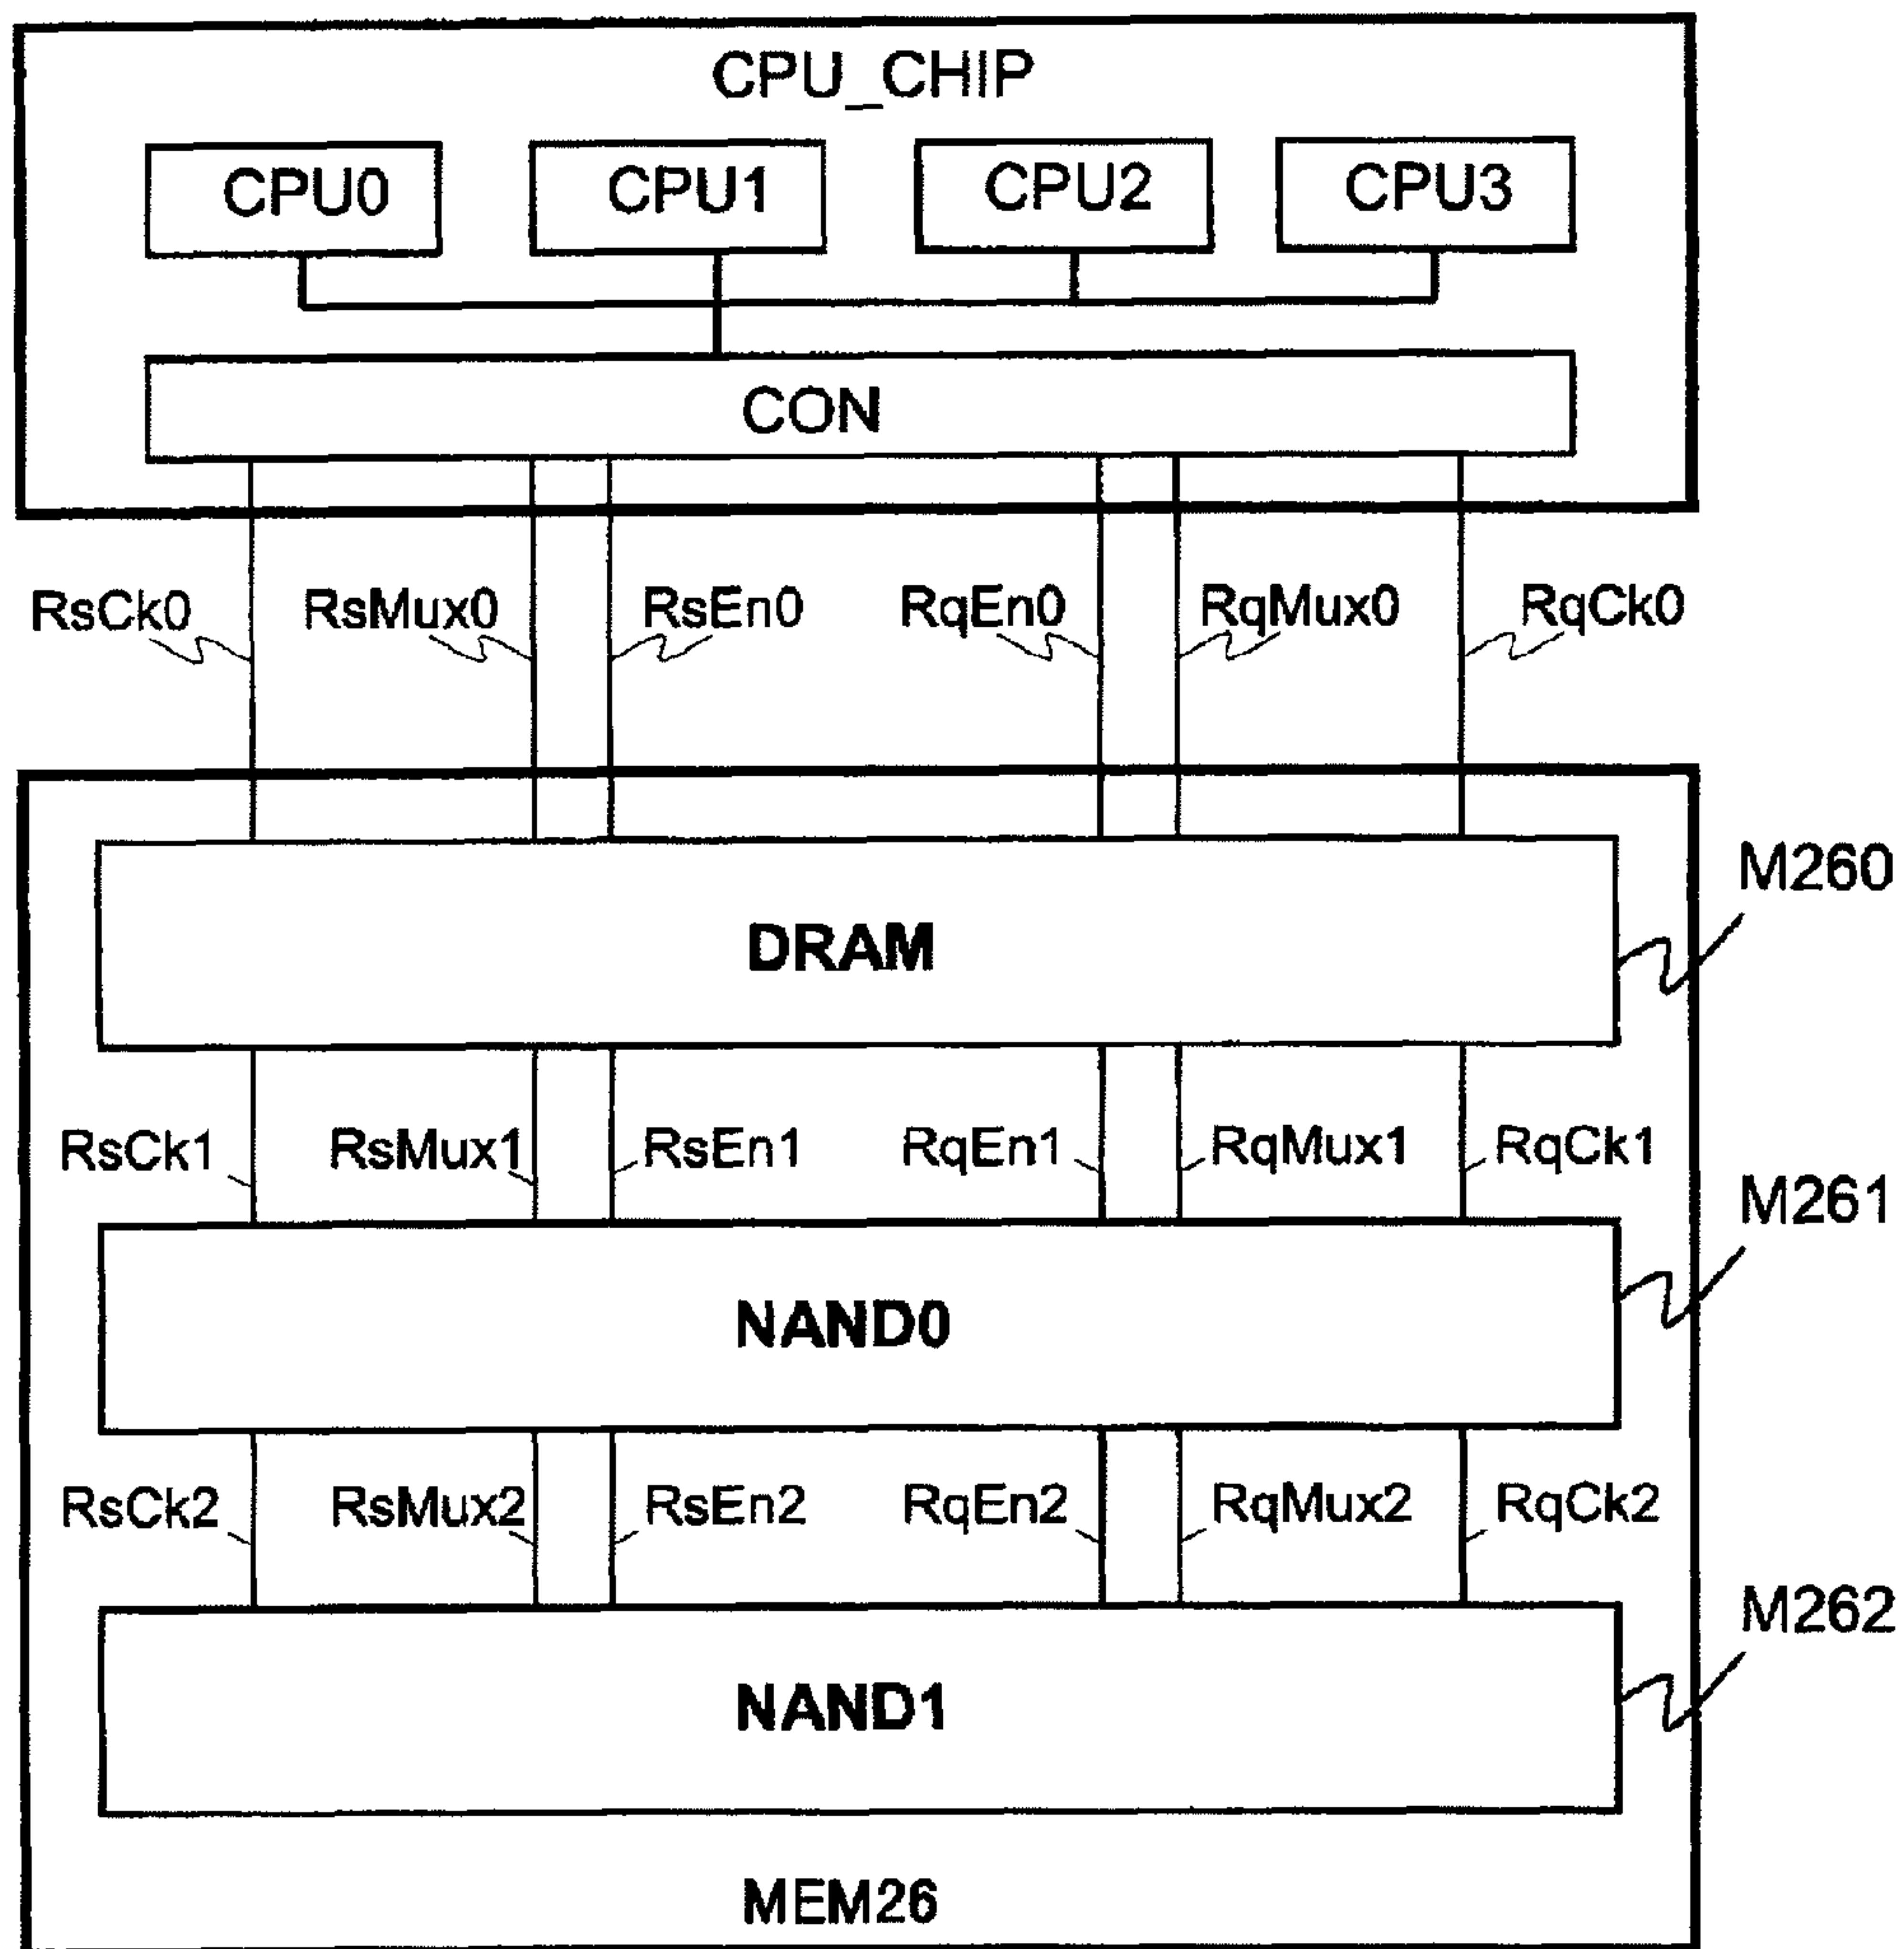 CPU_CHIP
CPU0 CPU1 CPU2 CPU3
CON
RsCk0 RsMux0 RsEn0 RqEn0 RqMux0 RqCk0
DRAM
M260
RsCk1 RsMux1 RsEn1 RqEn1 RqMux1 RqCk1
M261
NAND0
RsCk2 RsMux2 RsEn2 RqEn2 RqMux2 RqCk2
M262
NAND1
MEM26